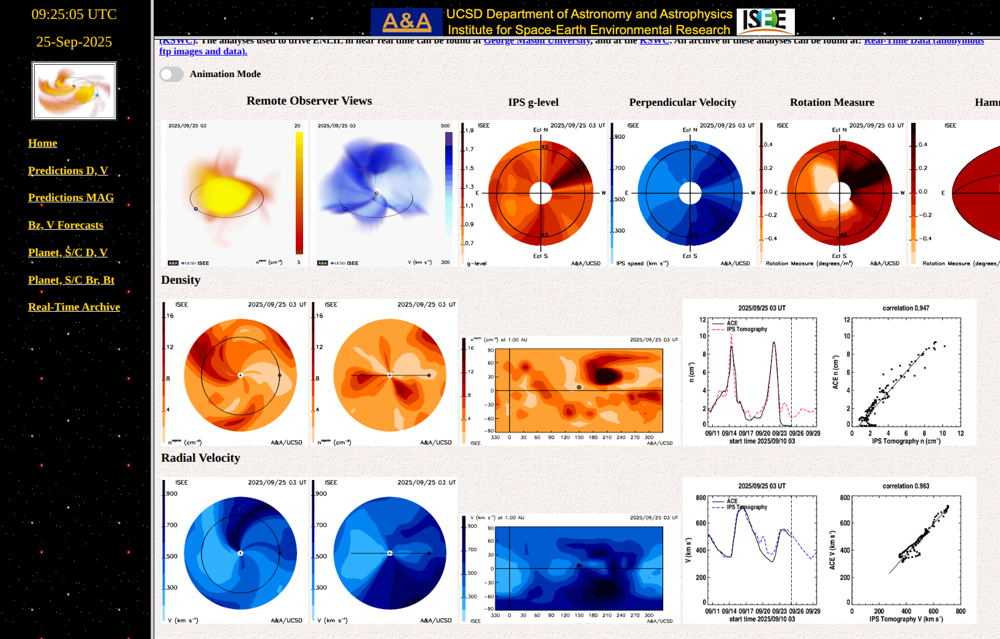 09:25:05 UTC
25-Sep-2025
Home
Predictions D, V
Predictions MAG
Bz, V Forecasts
Planet, S/C D, V
Planet, S/C Br, Bt
Real-Time Archive
A&A UCSD Department of Astronomy and Astrophysics ISEE
Institute for Space-Earth Environmental Research
(KSWC). The analyses used to drive ENLIL in near real time can be found at George Mason University, and at the KSWC. An archive of these analyses can be found at: Real-Time Data (anonymous
ftp images and data).
Animation Mode
Remote Observer Views
IPS g-level
Perpendicular Velocity
Rotation Measure
2025/09/25 03 20
A&A UCSD ISEE n^norm (cm⁻³) 5
2025/09/25 03 500
A&A UCSD ISEE V (km s⁻¹) 300
ISEE 2025/09/25 03 UT
Ecl N
1.9
1.7
1.5
1.3
1.1
0.9
0.7
45
E W
45
Ecl S
g-level A&A/UCSD
ISEE 2025/09/25 03 UT
Ecl N
900
700
500
300
45
E W
45
Ecl S
IPS speed (km s⁻¹) A&A/UCSD
ISEE 2025/09/25 03 UT
Ecl N
0.4
0.2
0.0
-0.2
-0.4
45
E W
45
Ecl S
Rotation Measure (degrees/m²) A&A/UCSD
ISEE
0.4
0.2
0.0
-0.2
-0.4
E
Rotation Measure (degrees/
Density
ISEE 2025/09/25 03 UT
16
12
8
4
n^norm (cm⁻³) A&A/UCSD
ISEE 2025/09/25 03 UT
16
12
8
4
n^norm (cm⁻³) A&A/UCSD
n^norm (cm⁻³) at 1.00 AU 2025/09/25 03 UT
16
12
8
4
90
60
30
0
-30
-60
-90
330 0 30 60 90 120 150 180 210 240 270 300 330
ISEE A&A/UCSD
2025/09/25 03 UT
ACE
IPS Tomography
n (cm⁻³)
12
10
8
6
4
2
0
09/11 09/14 09/17 09/20 09/23 09/26 09/29
start time 2025/09/10 03
correlation 0.947
ACE n (cm⁻³)
12
10
8
6
4
2
0
0 2 4 6 8 10 12
IPS Tomography n (cm⁻³)
Radial Velocity
ISEE 2025/09/25 03 UT
900
700
500
300
V (km s⁻¹) A&A/UCSD
ISEE 2025/09/25 03 UT
900
700
500
300
V (km s⁻¹) A&A/UCSD
V (km s⁻¹) at 1.00 AU 2025/09/25 03 UT
900
700
500
300
90
60
30
0
-30
-60
-90
330 0 30 60 90 120 150 180 210 240 270 300 330
ISEE A&A/UCSD
2025/09/25 03 UT
ACE
IPS Tomography
V (km s⁻¹)
800
600
400
200
0
09/11 09/14 09/17 09/20 09/23 09/26 09/29
start time 2025/09/10 03
correlation 0.963
ACE V (km s⁻¹)
800
600
400
200
0
0 200 400 600 800
IPS Tomography V (km s⁻¹)